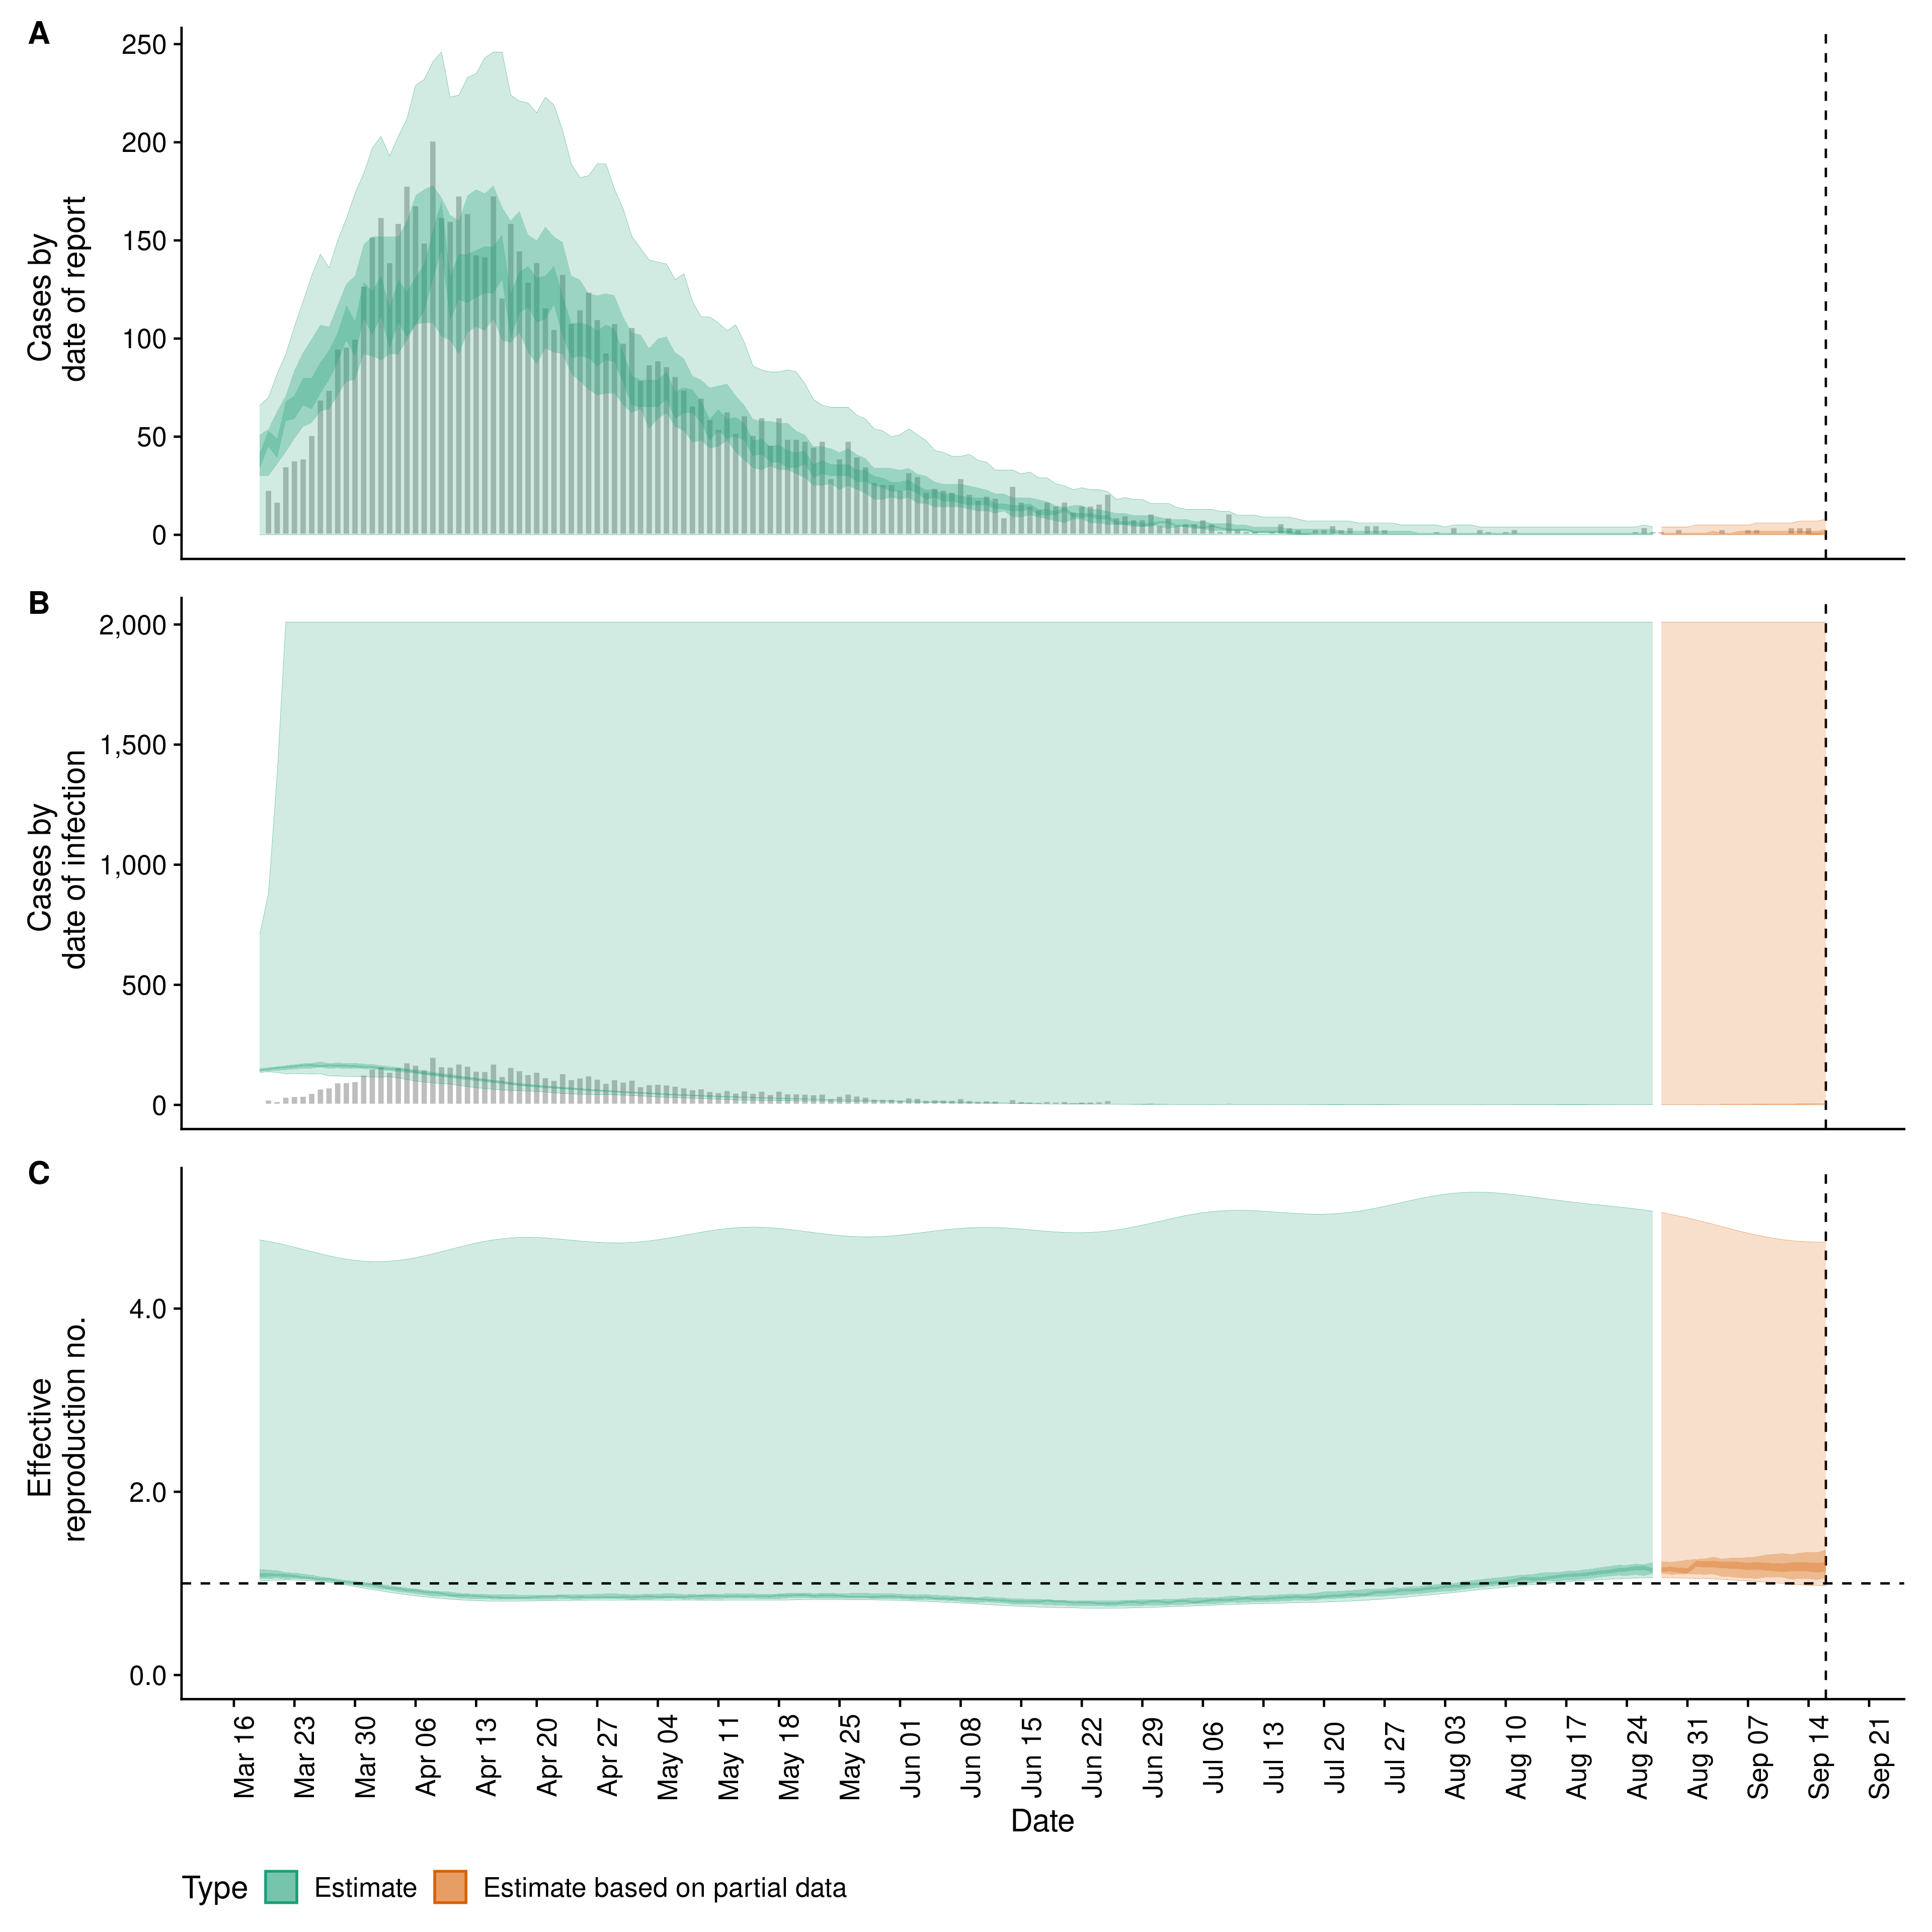 A
250
200
150
100
50
0
Cases by
date of report
B
2,000
1,500
1,000
500
0
Cases by
date of infection
C
4.0
2.0
0.0
Effective
reproduction no.
Mar 16
Mar 23
Mar 30
Apr 06
Apr 13
Apr 20
Apr 27
May 04
May 11
May 18
May 25
Jun 01
Jun 08
Jun 15
Jun 22
Jun 29
Jul 06
Jul 13
Jul 20
Jul 27
Aug 03
Aug 10
Aug 17
Aug 24
Aug 31
Sep 07
Sep 14
Sep 21
Date
Type Estimate Estimate based on partial data